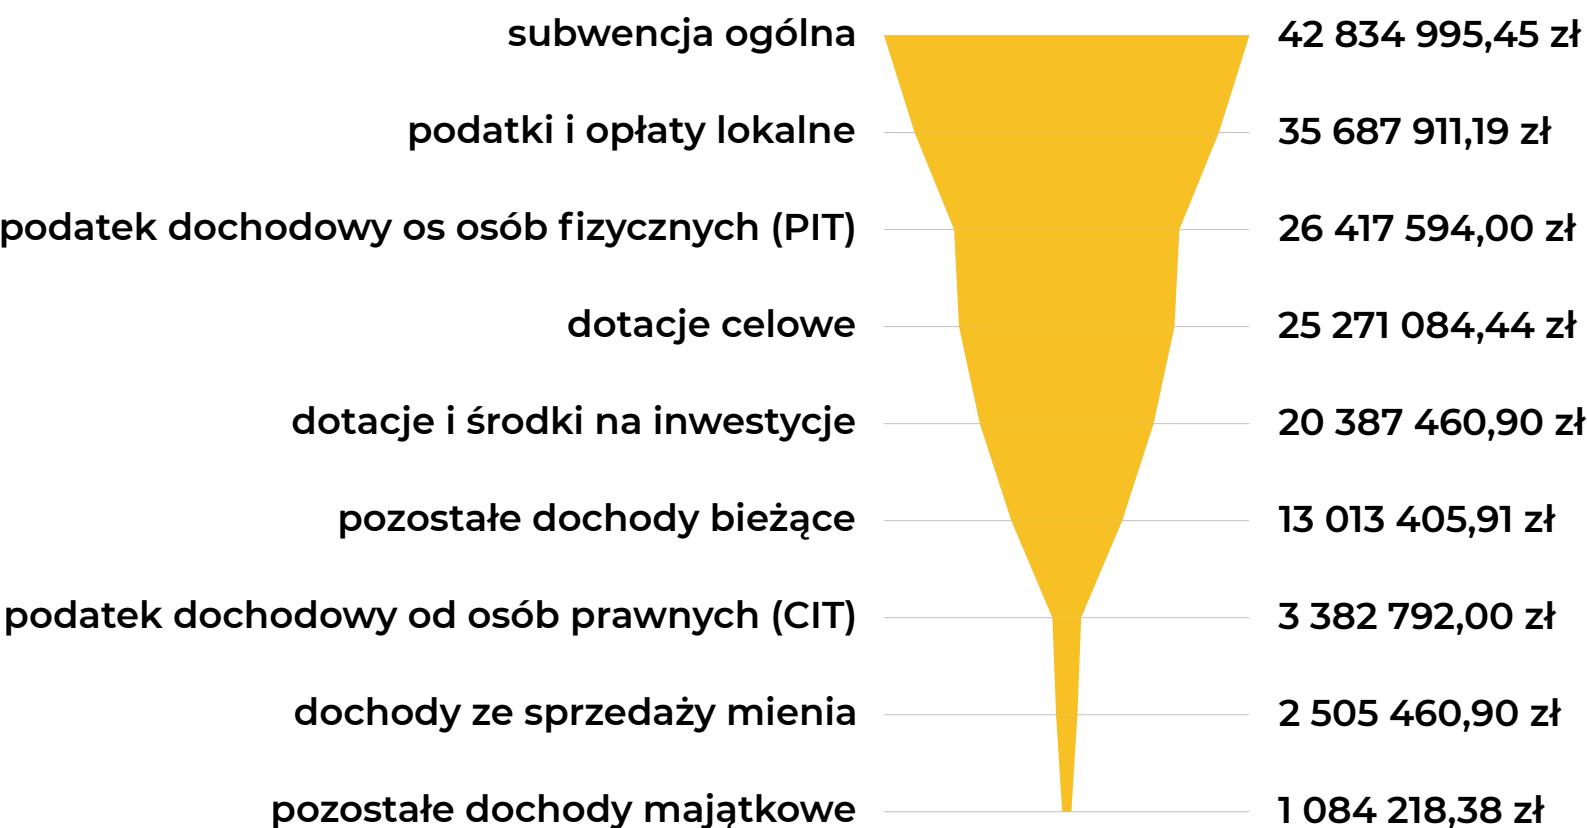 subwencja ogólna 42 834 995,45 zł
podatki i opłaty lokalne 35 687 911,19 zł
podatek dochodowy os osób fizycznych (PIT) 26 417 594,00 zł
dotacje celowe 25 271 084,44 zł
dotacje i środki na inwestycje 20 387 460,90 zł
pozostałe dochody bieżące 13 013 405,91 zł
podatek dochodowy od osób prawnych (CIT) 3 382 792,00 zł
dochody ze sprzedaży mienia 2 505 460,90 zł
pozostałe dochody majątkowe 1 084 218,38 zł